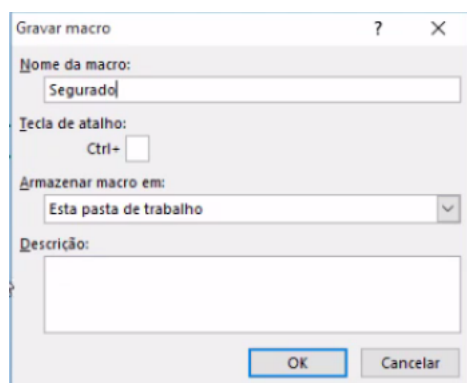 Gravar macro ?
Nome da macro:
Segurado
Tecla de atalho:
Ctrl+
Armazenar macro em:
Esta pasta de trabalho
Descrição:
OK Cancelar